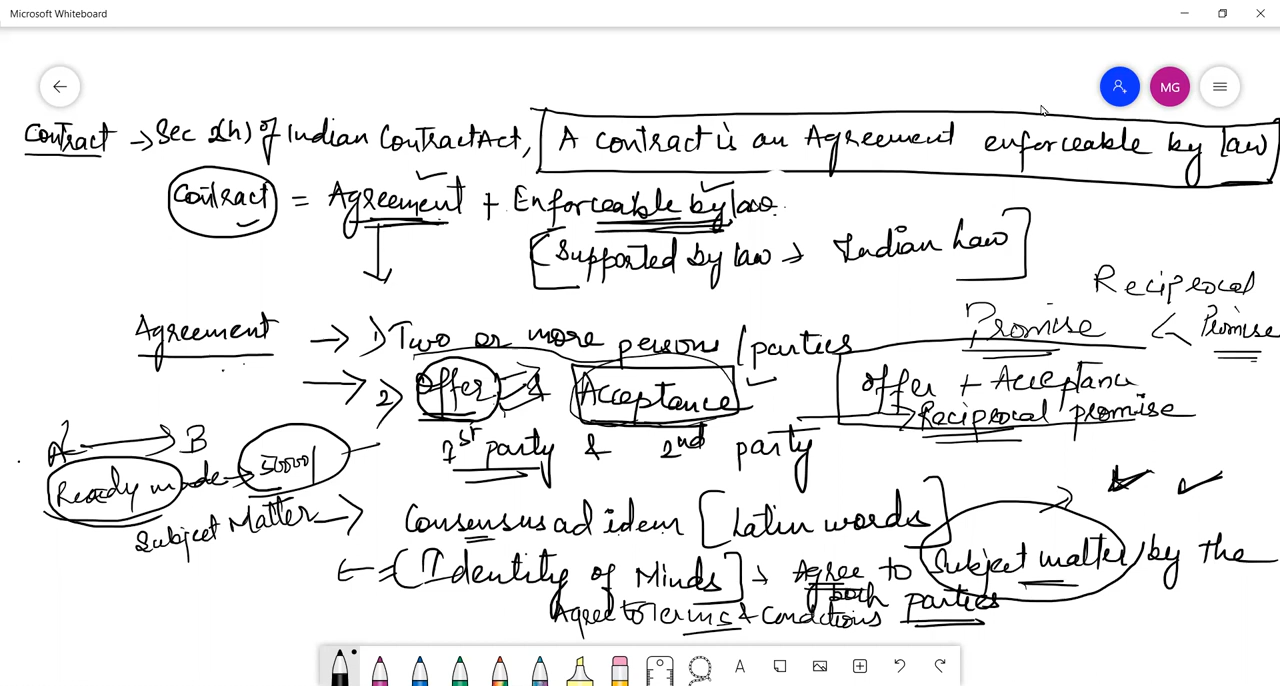 Microsoft Whiteboard
MG
Contract → Sec 2(h) of Indian Contract Act, A contract is an Agreement enforceable by law
Contract = Agreement + Enforceable by law.
(Supported by law → Indian Law
Reciprocal
Promise < Promise
Agreement → 1) Two or more persons / parties
→ 2) Offer & Acceptance
Offer + Acceptance
→ Reciprocal promise
1st party & 2nd party
A → B
Ready made 50000/
Subject Matter → Consensus ad idem [Latin words]
(Identity of Minds] → Agree to Subject matter by the
both parties
Agree to Terms & Conditions
A